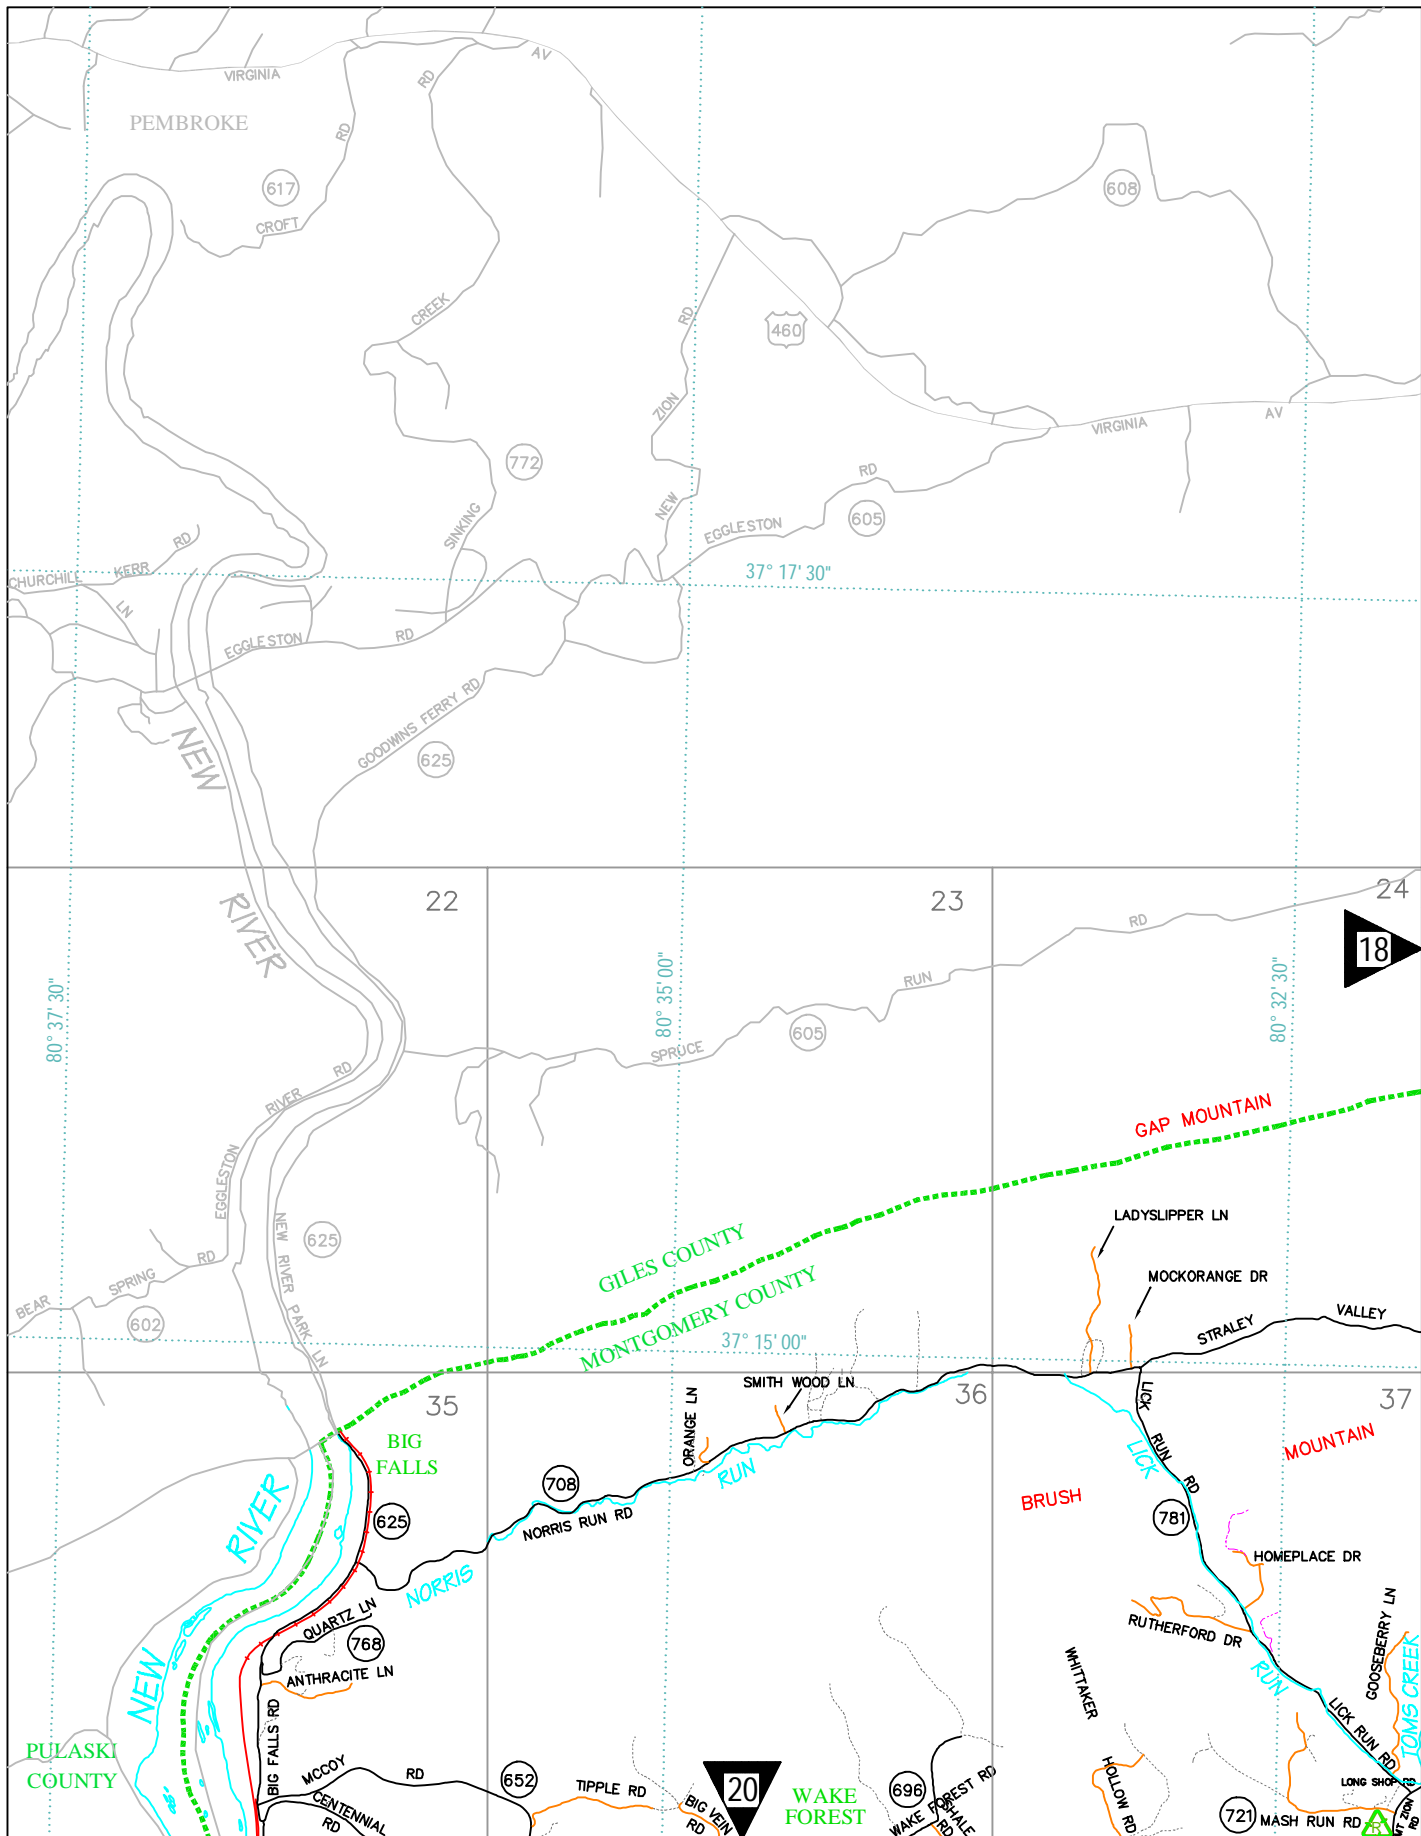 VIRGINIA
AV
RD
RD
PEMBROKE
617
CROFT
608
CREEK
RD
460
ZION
VIRGINIA
AV
772
RD
NEW
SINKING
EGGLESTON
605
RD
KERR
CHURCHILL
37° 17' 30"
LN
EGGLESTON
RD
GOODWINS FERRY RD
625
NEW
22
23
24
RIVER
RD
18
80° 37' 30"
80° 35' 00"
80° 32' 30"
RUN
605
SPRUCE
RD
RIVER
GAP MOUNTAIN
EGGLESTON
LADYSLIPPER LN
NEW RIVER PARK LN
625
GILES COUNTY
RD
SPRING
BEAR
602
MOCKORANGE DR
MONTGOMERY COUNTY
VALLEY
STRALEY
37° 15' 00"
SMITH WOOD LN
35
36
37
LICK
RUN
RD
ORANGE LN
BIG
FALLS
MOUNTAIN
LICK
RUN
708
BRUSH
RIVER
625
NORRIS RUN RD
781
HOMEPLACE DR
NORRIS
QUARTZ LN
768
RUTHERFORD DR
GOOSEBERRY LN
WHITTAKER
ANTHRACITE LN
RUN
TOMS CREEK
NEW
BIG FALLS RD
LICK RUN RD
PULASKI
COUNTY
MCCOY
RD
652
TIPPLE RD
20
WAKE
FOREST
696
WAKE FOREST RD
HOLLOW RD
LONG SHOP RD
CENTENNIAL
RD
BIG VEIN
RD
SHALE
RD
721
MASH RUN RD
R
MT ZION
RD